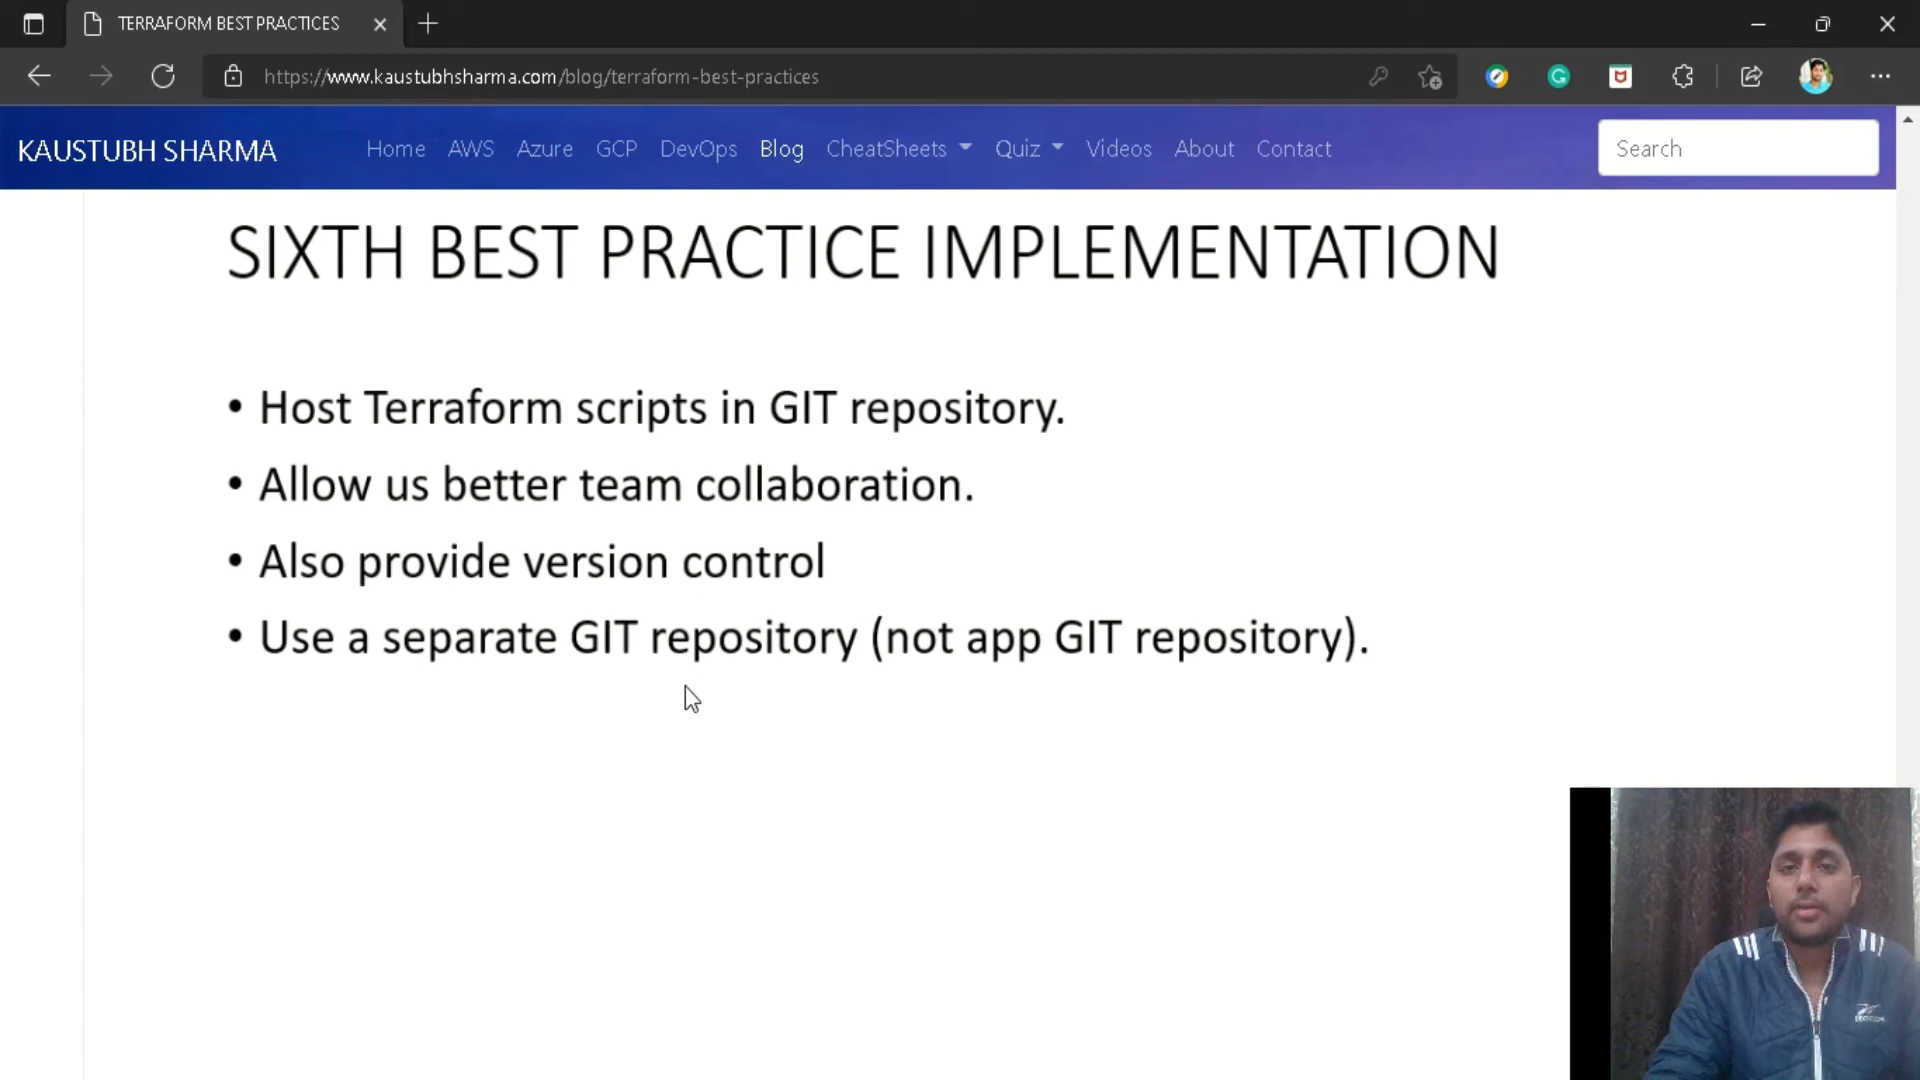 TERRAFORM BEST PRACTICES
https://www.kaustubhsharma.com/blog/terraform-best-practices
KAUSTUBH SHARMA Home AWS Azure GCP DevOps Blog CheatSheets Quiz Videos About Contact Search
SIXTH BEST PRACTICE IMPLEMENTATION
• Host Terraform scripts in GIT repository.
• Allow us better team collaboration.
• Also provide version control
• Use a separate GIT repository (not app GIT repository).